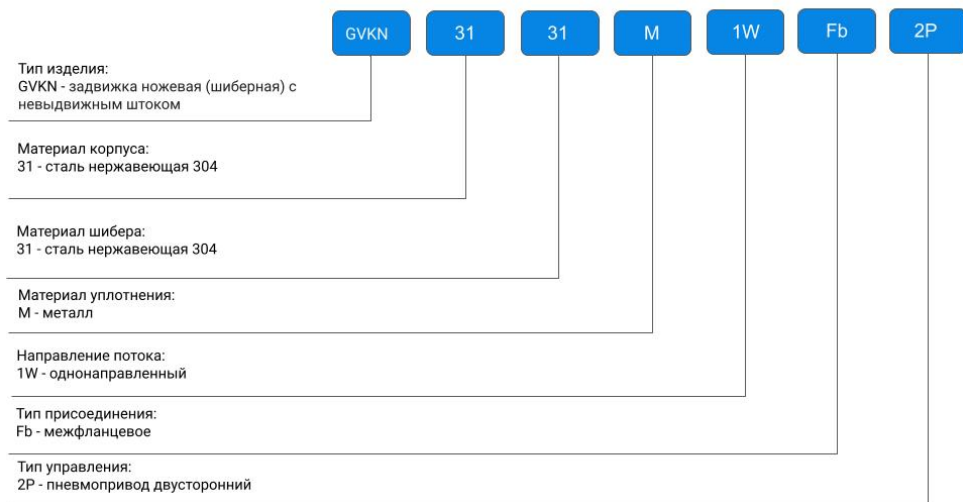 GVKN 31 31 M 1W Fb 2P
Тип изделия:
GVKN - задвижка ножевая (шиберная) с
невыдвижным штоком
Материал корпуса:
31 - сталь нержавеющая 304
Материал шибера:
31 - сталь нержавеющая 304
Материал уплотнения:
М - металл
Направление потока:
1W - однонаправленный
Тип присоединения:
Fb - межфланцевое
Тип управления:
2P - пневмопривод двусторонний